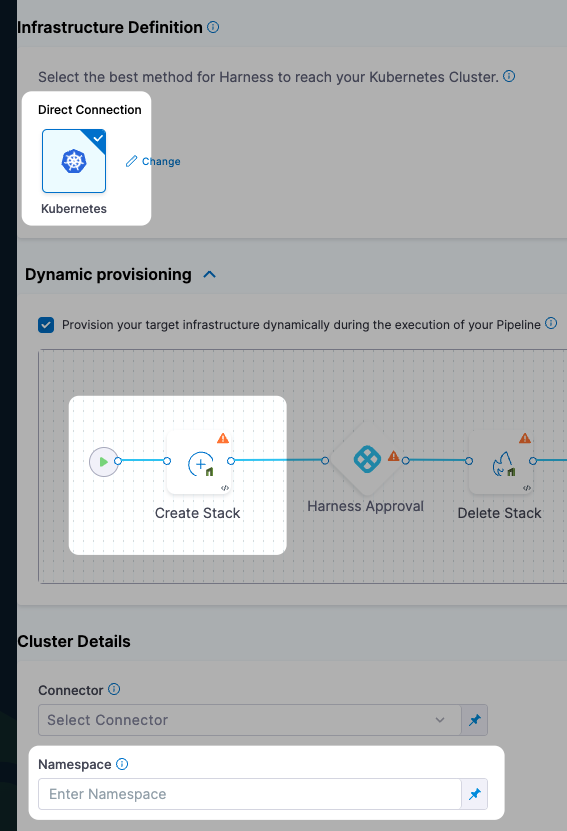 Infrastructure Definition
Select the best method for Harness to reach your Kubernetes Cluster.
Direct Connection
Change
Kubernetes
Dynamic provisioning
Provision your target infrastructure dynamically during the execution of your Pipeline
Create Stack
Harness Approval
Delete Stack
Cluster Details
Connector
Select Connector
Namespace
Enter Namespace